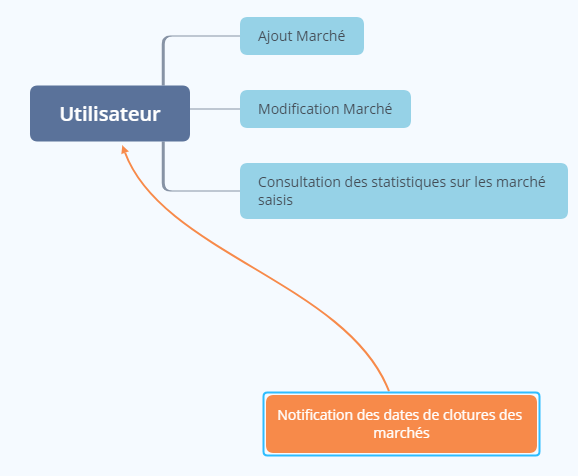 Ajout Marché
Utilisateur
Modification Marché
Consultation des statistiques sur les marché
saisis
Notification des dates de clotures des
marchés